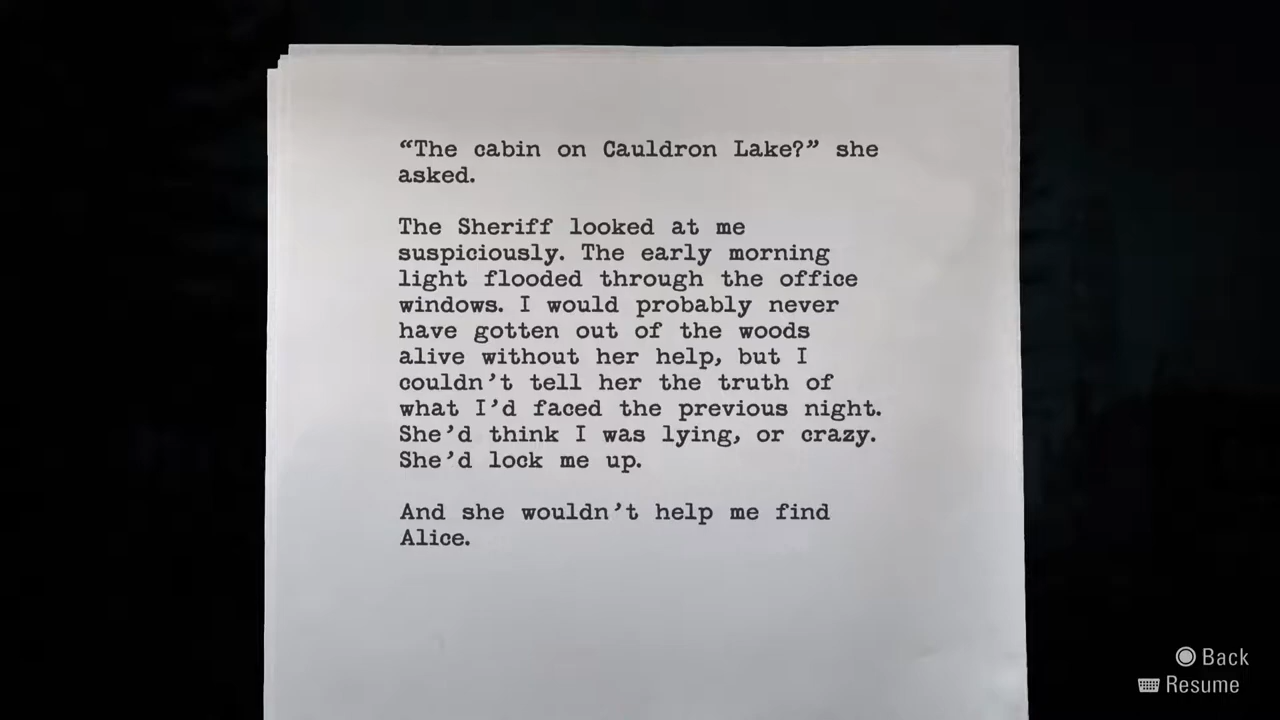 “The cabin on Cauldron Lake?” she
asked.
The Sheriff looked at me
suspiciously. The early morning
light flooded through the office
windows. I would probably never
have gotten out of the woods
alive without her help, but I
couldn’t tell her the truth of
what I’d faced the previous night.
She’d think I was lying, or crazy.
She’d lock me up.
And she wouldn’t help me find
Alice.
Back
Resume